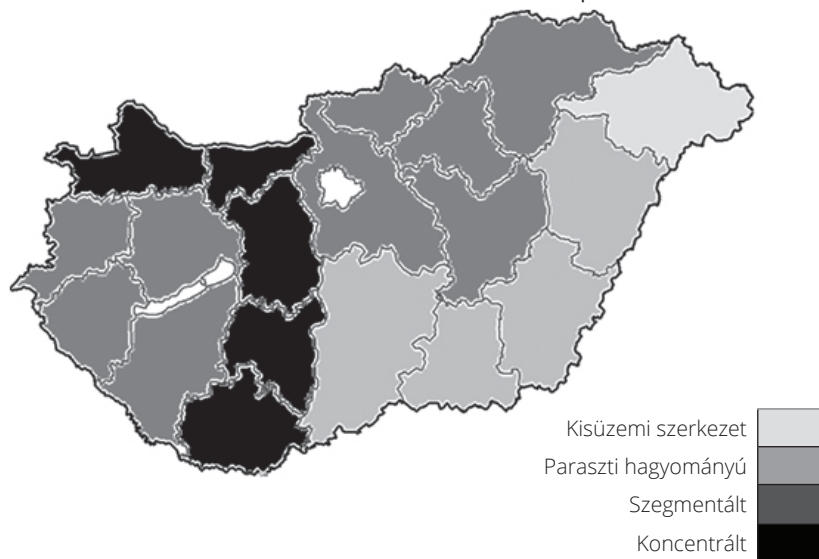 Kisüzemi szerkezet
Paraszti hagyományú
Szegmentált
Koncentrált